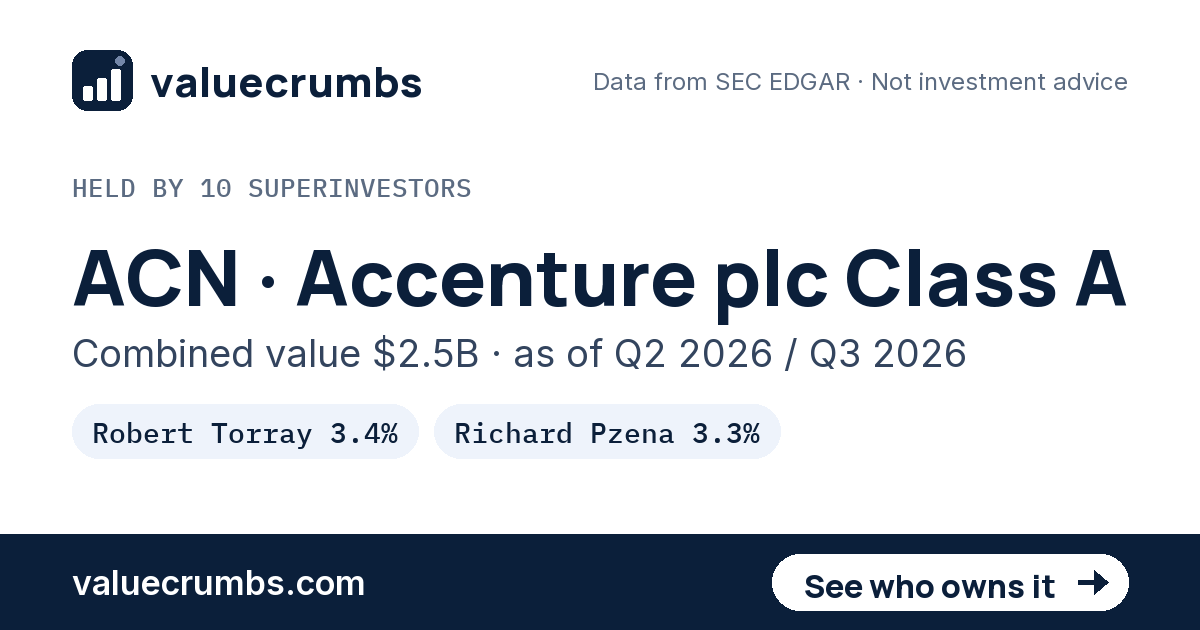 valuecrumbs
Data from SEC EDGAR · Not investment advice
HELD BY 10 SUPERINVESTORS
ACN · Accenture plc Class A
Combined value $2.5B · as of Q2 2026 / Q3 2026
Robert Torray 3.4%
Richard Pzena 3.3%
valuecrumbs.com
See who owns it →